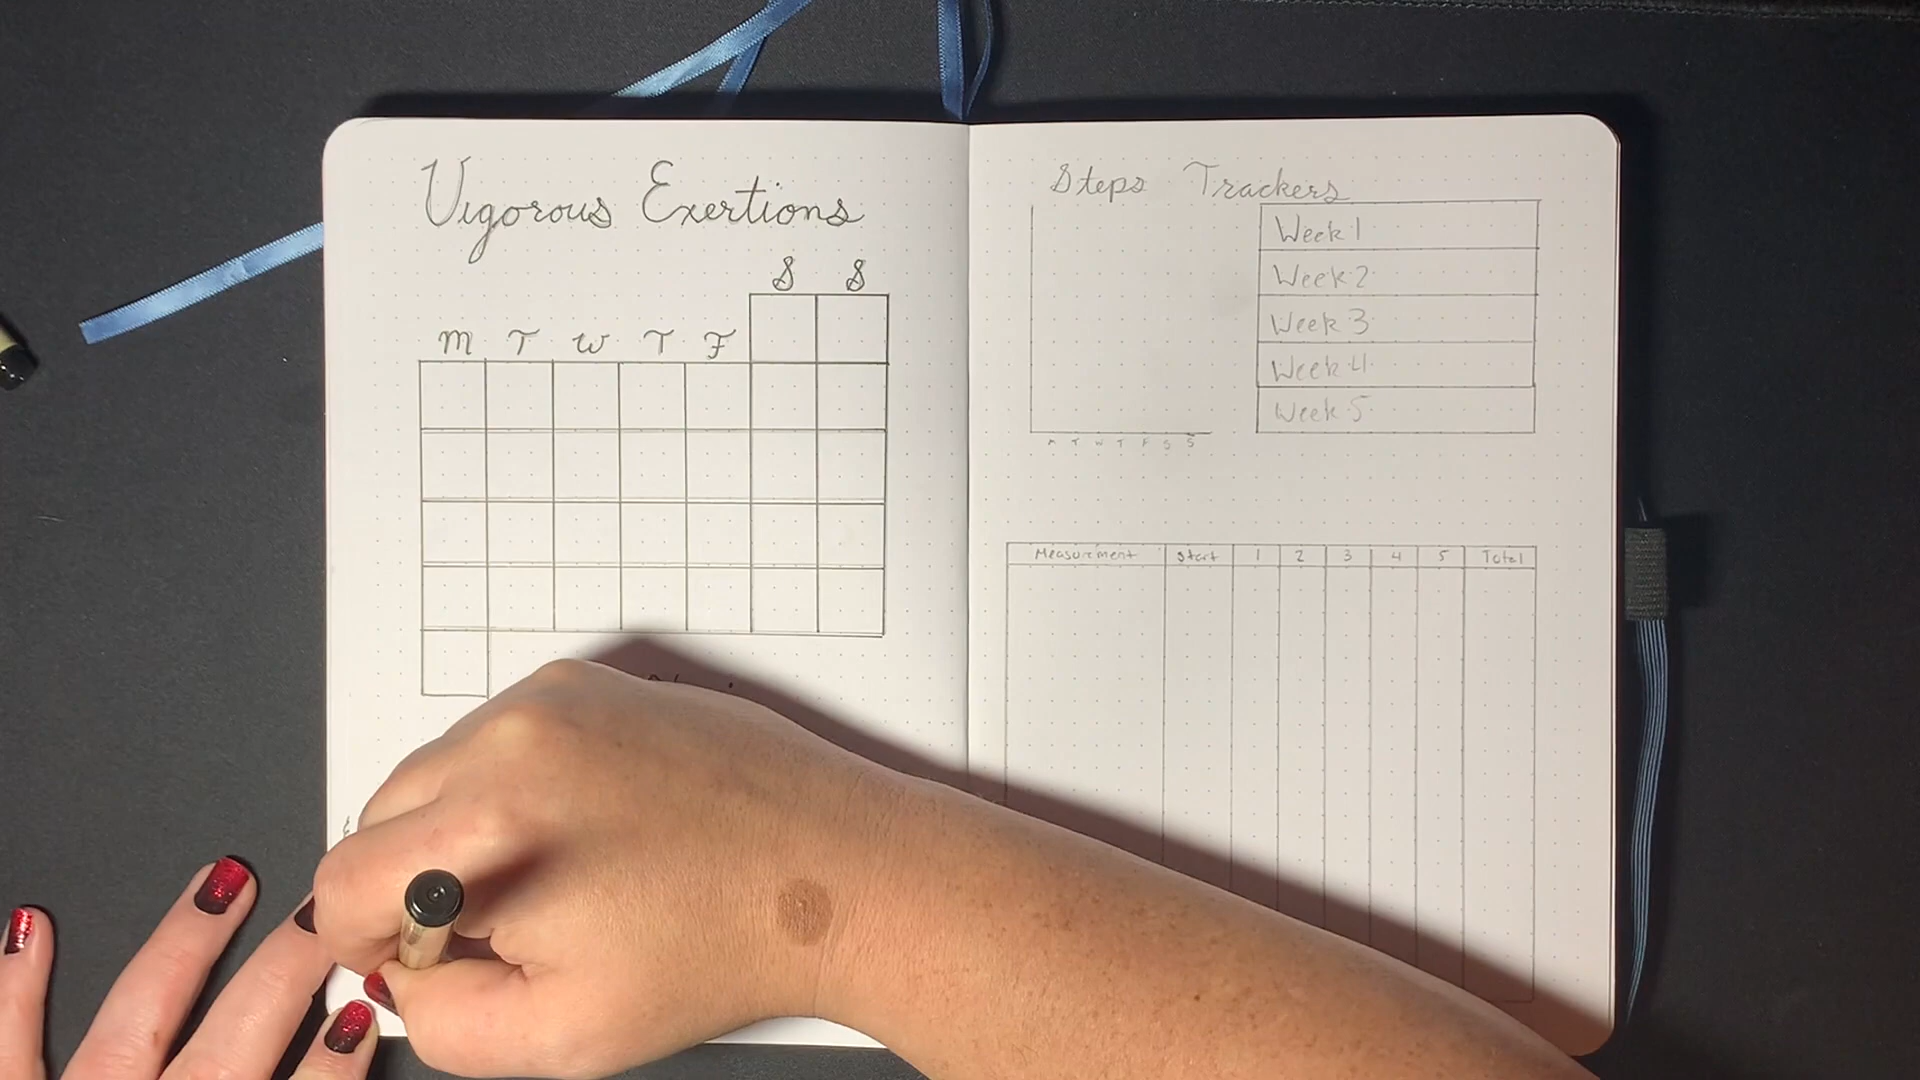 Vigorous Exertions
S S
M T W T F
Steps Trackers
Week 1
Week 2
Week 3
Week 4
Week 5
M T W T F S S
Measurement Start 1 2 3 4 5 Total